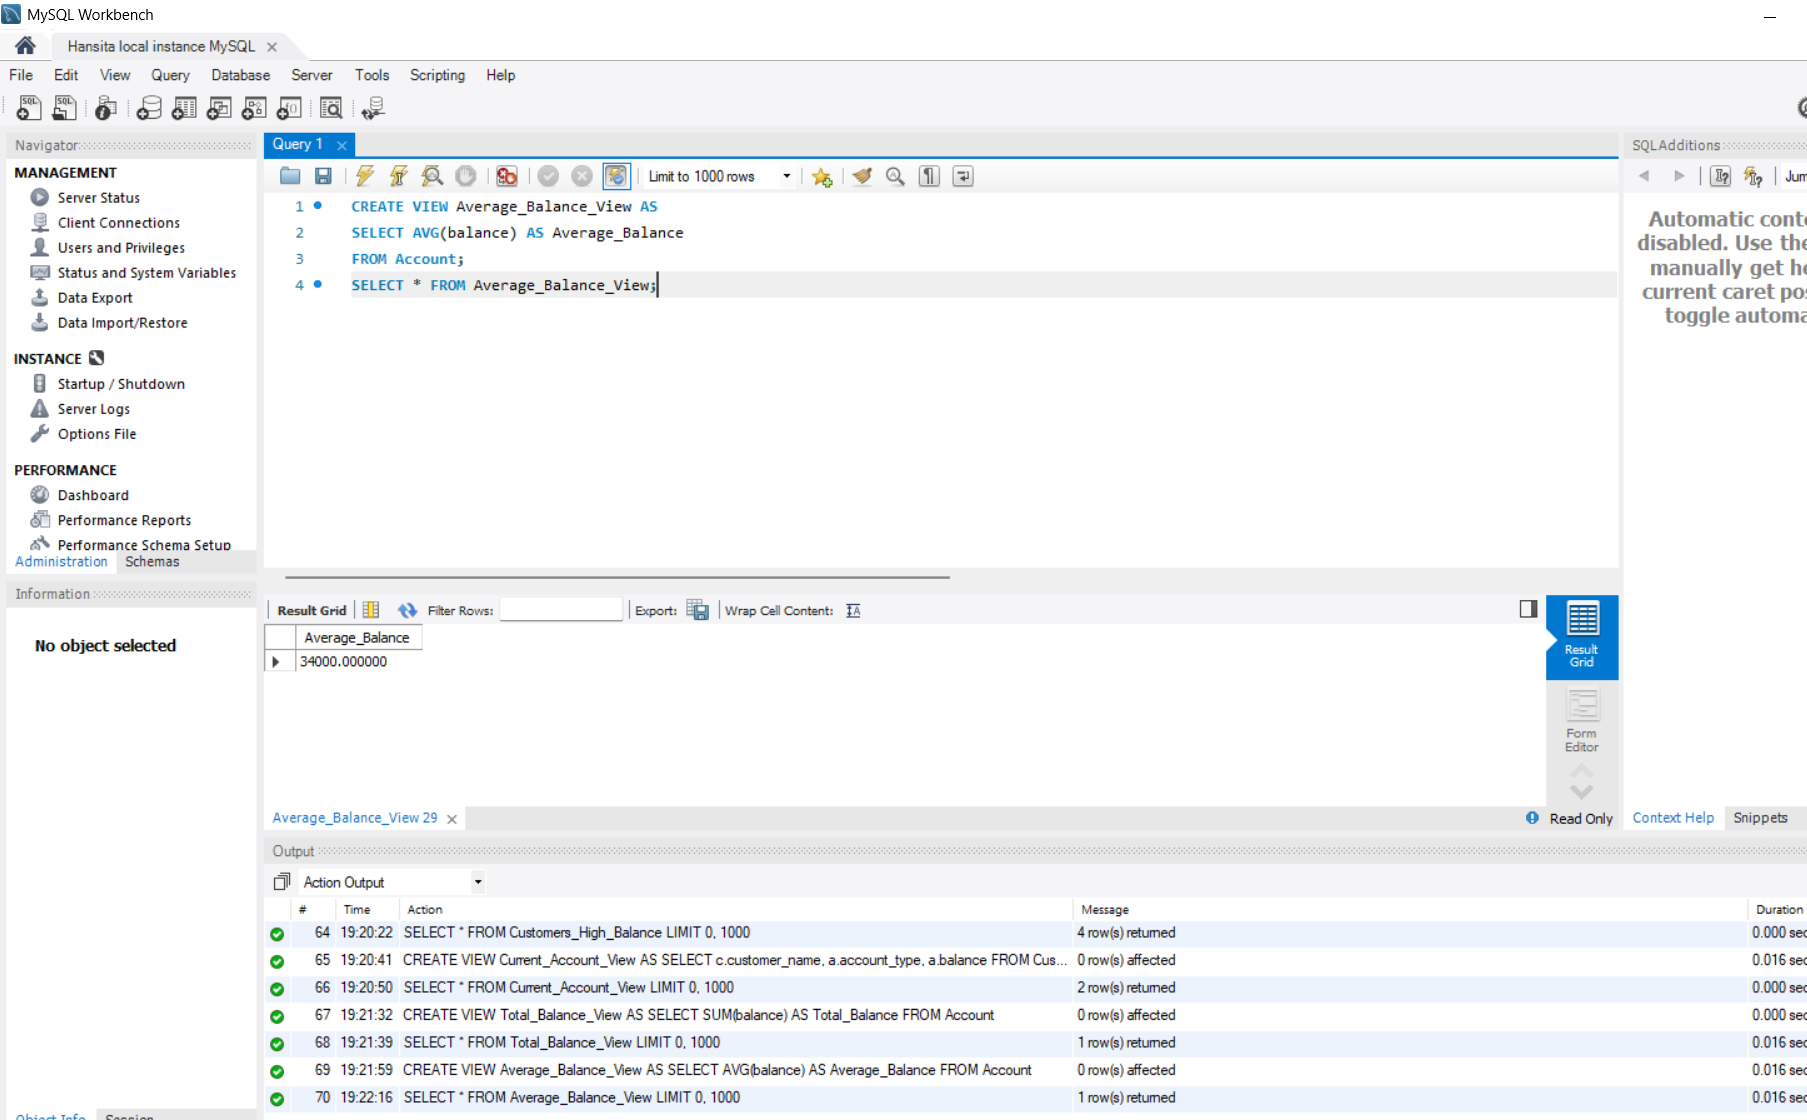 MySQL Workbench
Hansita local instance MySQL
File Edit View Query Database Server Tools Scripting Help
Navigator
MANAGEMENT
Server Status
Client Connections
Users and Privileges
Status and System Variables
Data Export
Data Import/Restore
INSTANCE
Startup / Shutdown
Server Logs
Options File
PERFORMANCE
Dashboard
Performance Reports
Performance Schema Setup
Administration Schemas
Information
No object selected
Object Info Session
Query 1
Limit to 1000 rows
1 CREATE VIEW Average_Balance_View AS
2 SELECT AVG(balance) AS Average_Balance
3 FROM Account;
4 SELECT * FROM Average_Balance_View;
Result Grid Filter Rows: Export: Wrap Cell Content:
Average_Balance
34000.000000
Result
Grid
Form
Editor
Average_Balance_View 29
Read Only
SQLAdditions
Jum
Automatic conte
disabled. Use the
manually get he
current caret pos
toggle automa
Context Help Snippets
Output
Action Output
# Time Action Message Duration
64 19:20:22 SELECT * FROM Customers_High_Balance LIMIT 0, 1000 4 row(s) returned 0.000 sec
65 19:20:41 CREATE VIEW Current_Account_View AS SELECT c.customer_name, a.account_type, a.balance FROM Cus... 0 row(s) affected 0.016 sec
66 19:20:50 SELECT * FROM Current_Account_View LIMIT 0, 1000 2 row(s) returned 0.000 sec
67 19:21:32 CREATE VIEW Total_Balance_View AS SELECT SUM(balance) AS Total_Balance FROM Account 0 row(s) affected 0.000 sec
68 19:21:39 SELECT * FROM Total_Balance_View LIMIT 0, 1000 1 row(s) returned 0.016 sec
69 19:21:59 CREATE VIEW Average_Balance_View AS SELECT AVG(balance) AS Average_Balance FROM Account 0 row(s) affected 0.016 sec
70 19:22:16 SELECT * FROM Average_Balance_View LIMIT 0, 1000 1 row(s) returned 0.016 sec